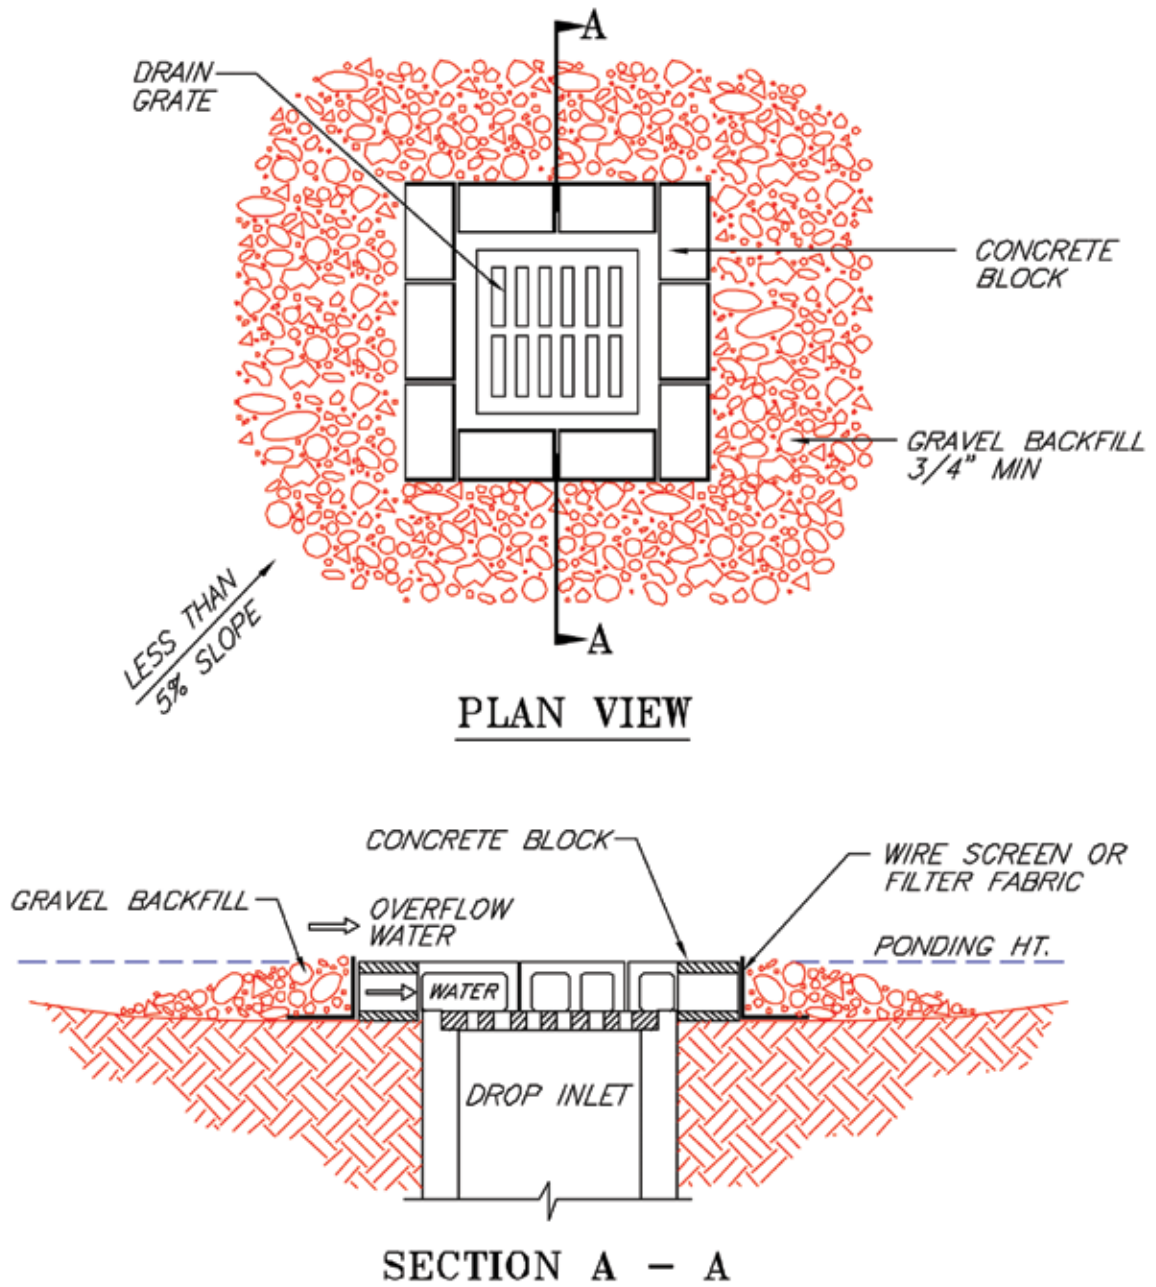 A
DRAIN
GRATE
CONCRETE
BLOCK
GRAVEL BACKFILL
3/4" MIN
LESS THAN
5% SLOPE
A
PLAN VIEW
CONCRETE BLOCK
WIRE SCREEN OR
FILTER FABRIC
GRAVEL BACKFILL
OVERFLOW
WATER
PONDING HT.
WATER
DROP INLET
SECTION A - A